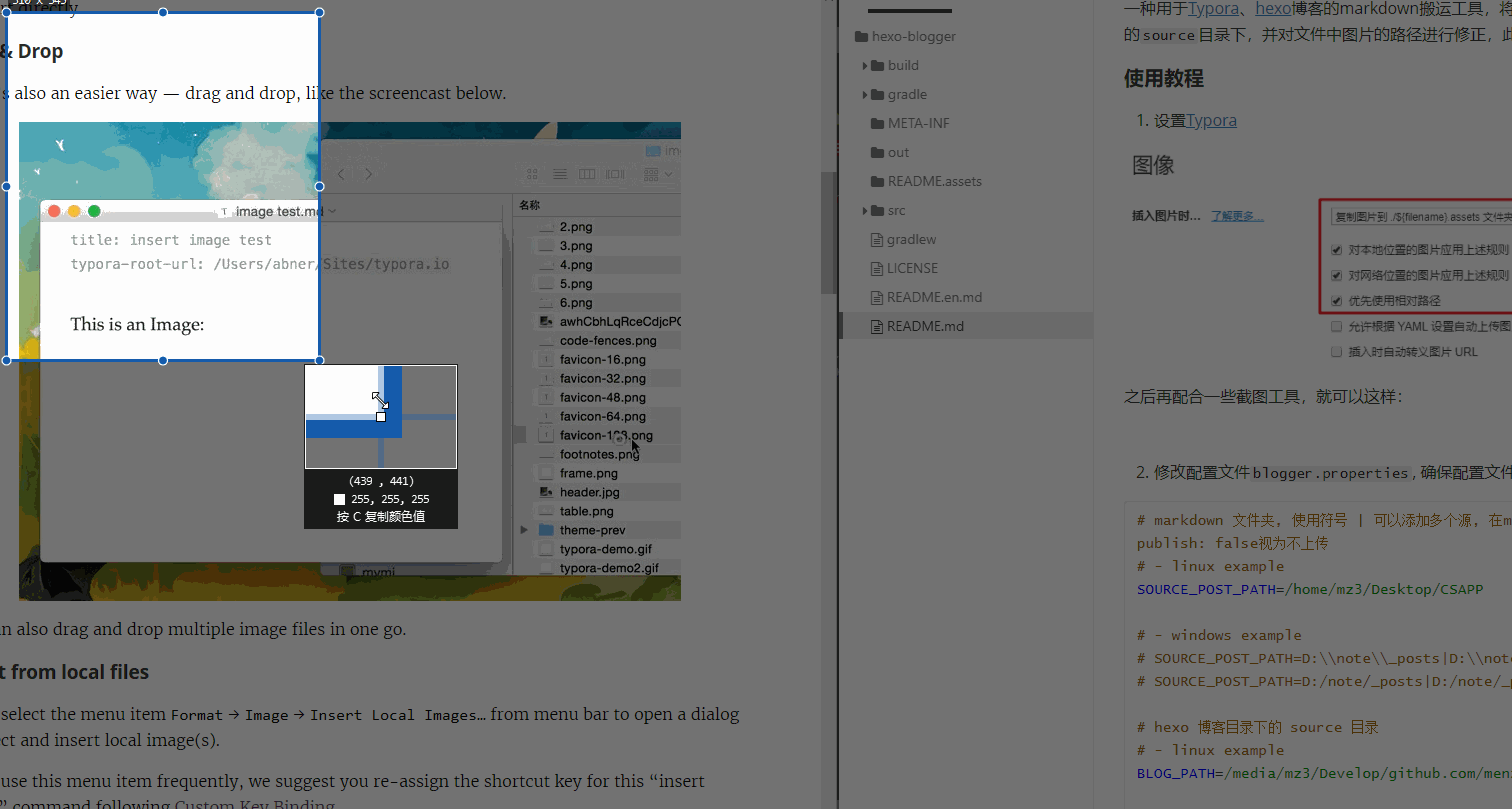 directly
& Drop
also an easier way — drag and drop, like the screencast below.
image test.md
title: insert image test
typora-root-url: /Users/abner/Sites/typora.io
This is an Image:
名称
2.png
3.png
4.png
5.png
6.png
awhCbhLqRceCdjcPC
code-fences.png
favicon-16.png
favicon-32.png
favicon-48.png
favicon-64.png
footnotes.png
frame.png
header.jpg
table.png
theme-prev
typora-demo.gif
typora-demo2.gif
mymi
(439 , 441)
255, 255, 255
按 C 复制颜色值
also drag and drop multiple image files in one go.
from local files
select the menu item Format → Image → Insert Local Images… from menu bar to open a dialog
and insert local image(s).
use this menu item frequently, we suggest you re-assign the shortcut key for this “insert
” command following Custom Key Binding.
hexo-blogger
build
gradle
META-INF
out
README.assets
src
gradlew
LICENSE
README.en.md
README.md
一种用于Typora、hexo博客的markdown搬运工具，将
的source目录下，并对文件中图片的路径进行修正，此
使用教程
1. 设置Typora
图像
插入图片时... 了解更多...
复制图片到 ./${filename}.assets 文件夹
对本地位置的图片应用上述规则
对网络位置的图片应用上述规则
优先使用相对路径
允许根据 YAML 设置自动上传图
插入时自动转义图片 URL
之后再配合一些截图工具，就可以这样：
2. 修改配置文件blogger.properties, 确保配置文件
# markdown 文件夹, 使用符号 | 可以添加多个源, 在m
publish: false视为不上传
# - linux example
SOURCE_POST_PATH=/home/mz3/Desktop/CSAPP
# - windows example
# SOURCE_POST_PATH=D:\\note\\_posts|D:\\note
# SOURCE_POST_PATH=D:/note/_posts|D:/note/_p
# hexo 博客目录下的 source 目录
# - linux example
BLOG_PATH=/media/mz3/Develop/github.com/men